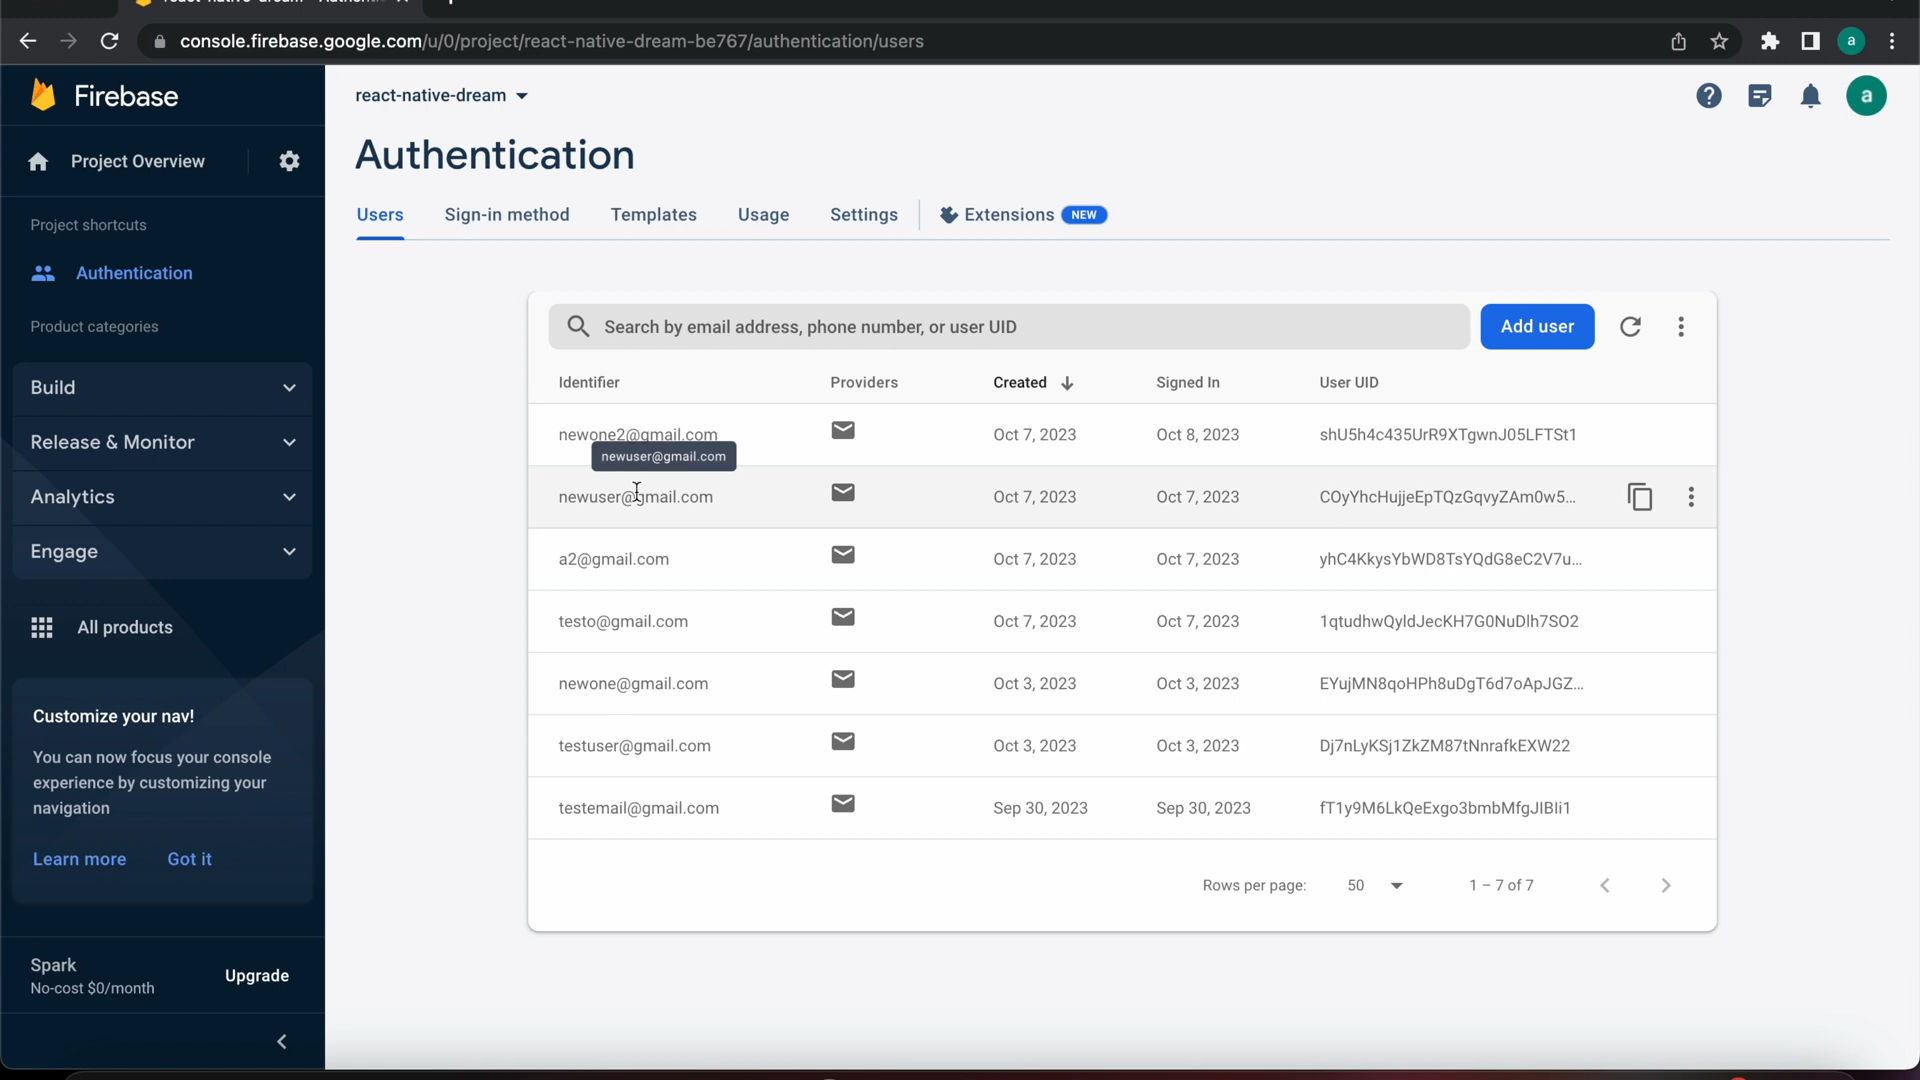 console.firebase.google.com/u/0/project/react-native-dream-be767/authentication/users
a
Firebase
react-native-dream
a
Project Overview
Authentication
Users
Sign-in method
Templates
Usage
Settings
Extensions
NEW
Project shortcuts
Authentication
Product categories
Build
Release & Monitor
Analytics
Engage
All products
Customize your nav!
You can now focus your console
experience by customizing your
navigation
Learn more
Got it
Spark
No-cost $0/month
Upgrade
Search by email address, phone number, or user UID
Add user
Identifier Providers Created Signed In User UID
newone2@gmail.com Oct 7, 2023 Oct 8, 2023 shU5h4c435UrR9XTgwnJ05LFTSt1
newuser@gmail.com
newuser@gmail.com Oct 7, 2023 Oct 7, 2023 COyYhcHujjeEpTQzGqvyZAm0w5...
a2@gmail.com Oct 7, 2023 Oct 7, 2023 yhC4KkysYbWD8TsYQdG8eC2V7u...
testo@gmail.com Oct 7, 2023 Oct 7, 2023 1qtudhwQyldJecKH7G0NuDlh7SO2
newone@gmail.com Oct 3, 2023 Oct 3, 2023 EYujMN8qoHPh8uDgT6d7oApJGZ...
testuser@gmail.com Oct 3, 2023 Oct 3, 2023 Dj7nLyKSj1ZkZM87tNnrafkEXW22
testemail@gmail.com Sep 30, 2023 Sep 30, 2023 fT1y9M6LkQeExgo3bmbMfgJIBIi1
Rows per page: 50 1 – 7 of 7